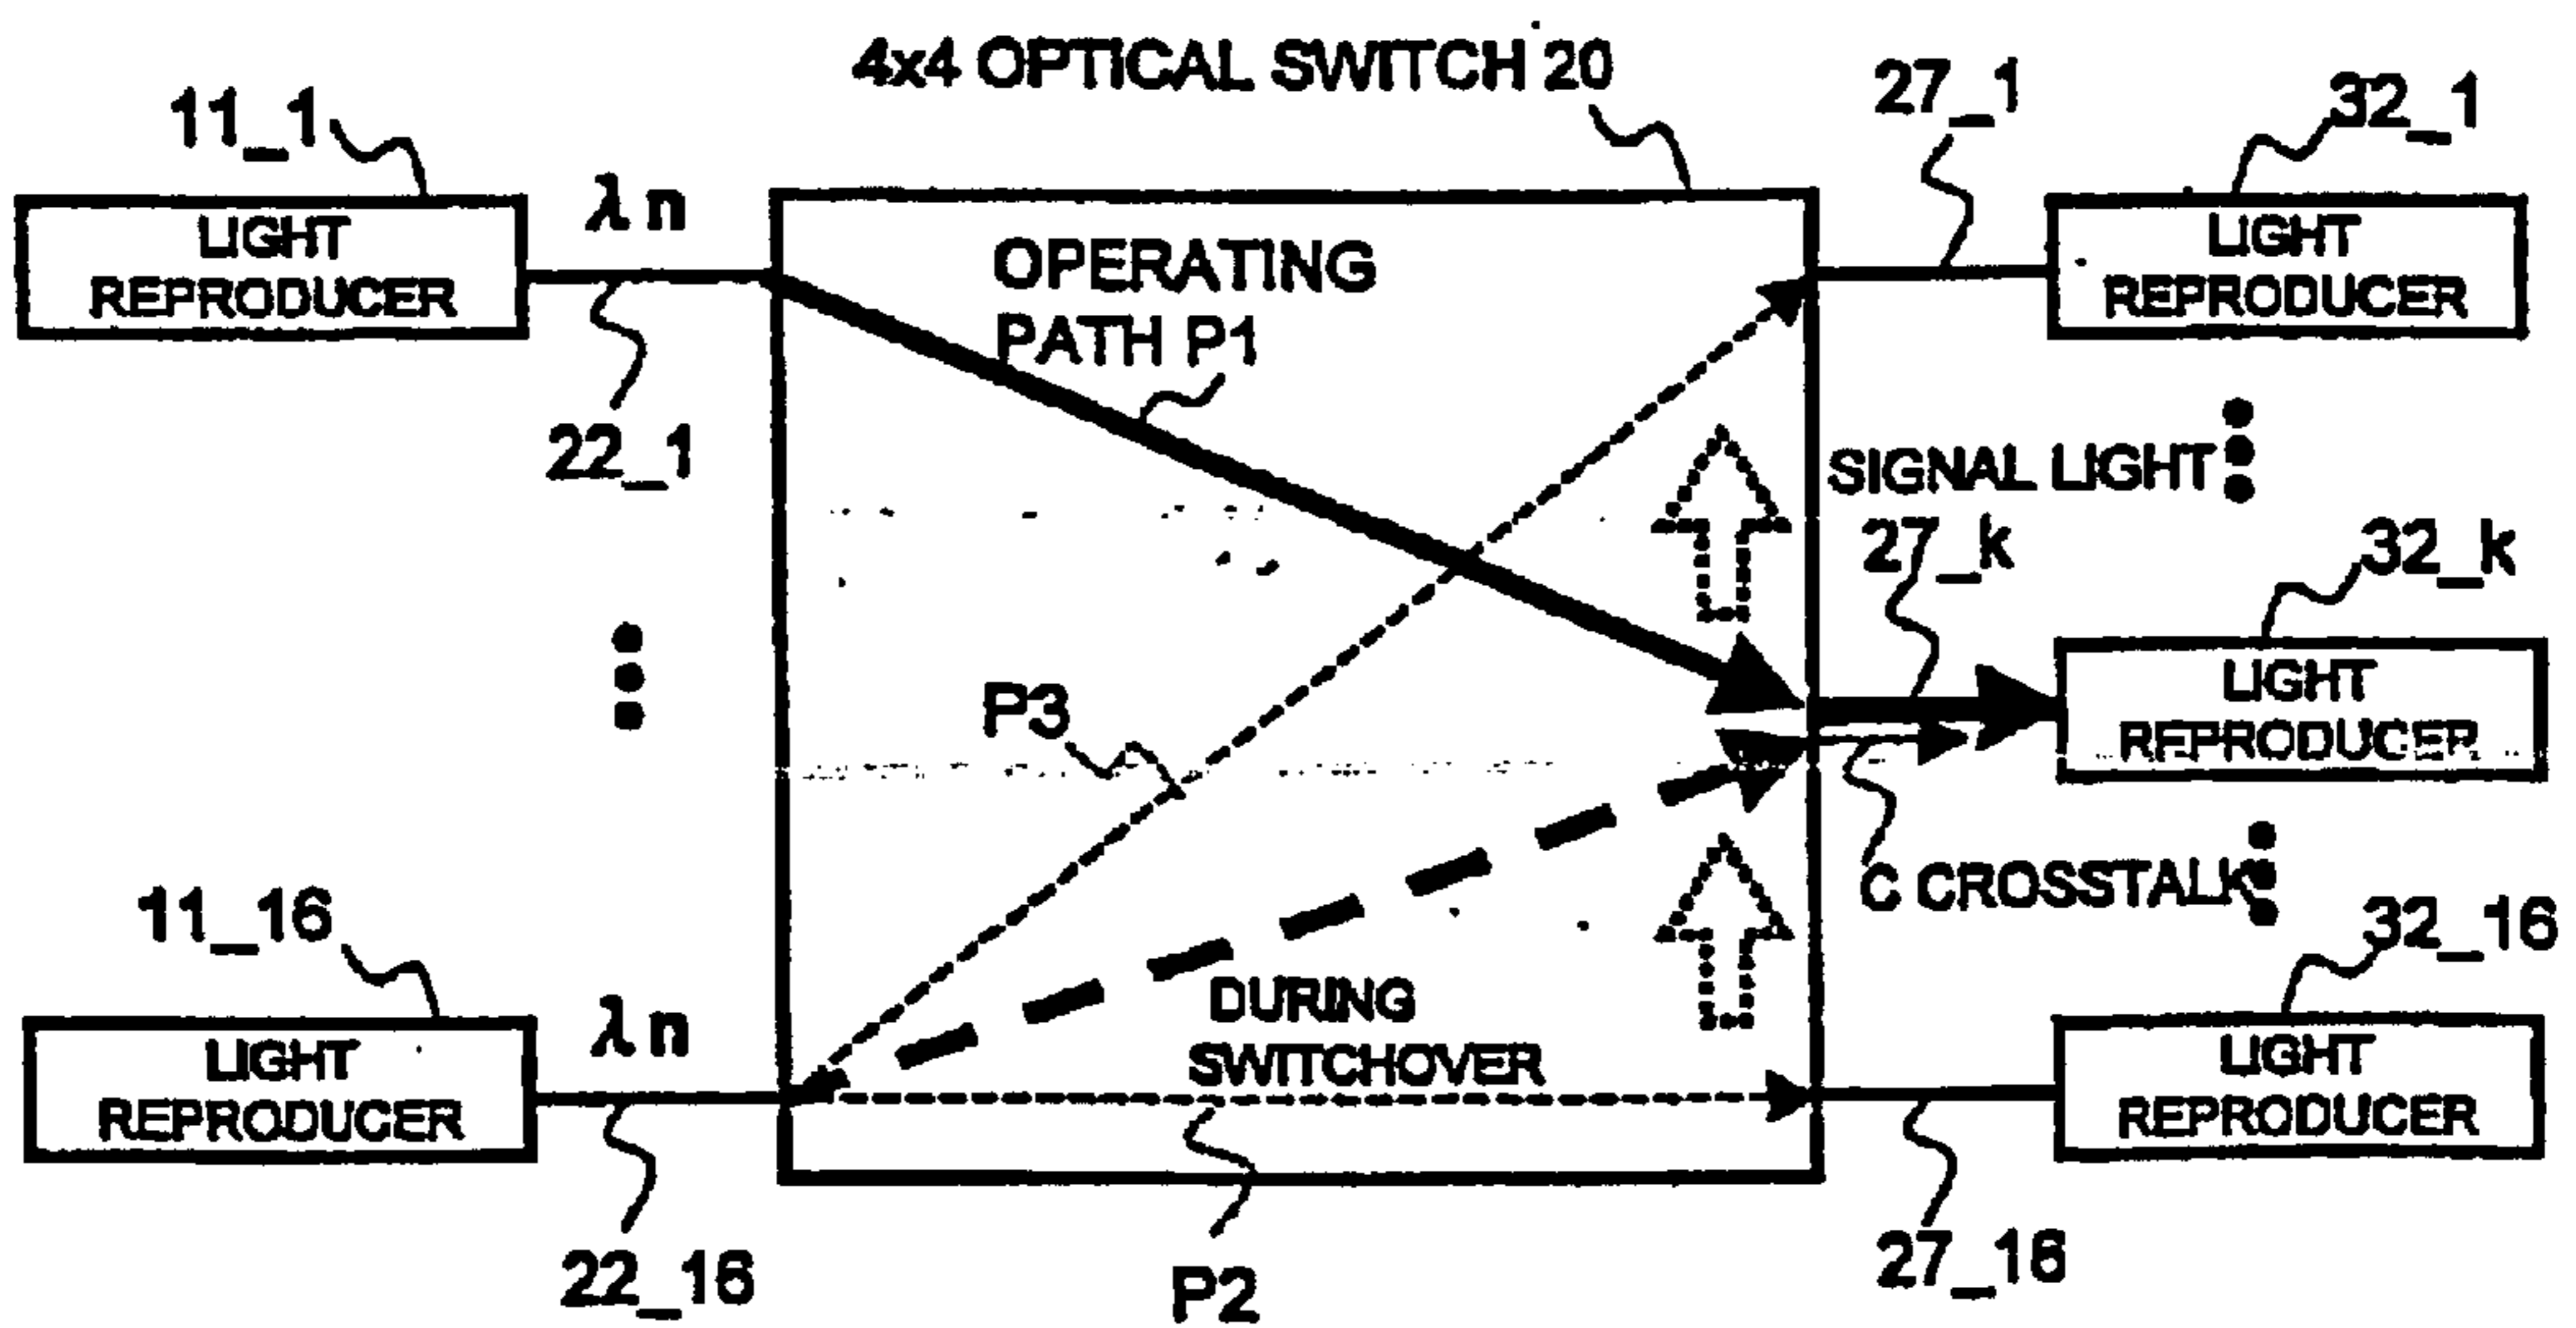 4x4 OPTICAL SWITCH 20
11_1
27_1
32_1
λn
LIGHT
REPRODUCER
OPERATING
PATH P1
LIGHT
REPRODUCER
22_1
SIGNAL LIGHT
27_k
32_k
P3
LIGHT
REPRODUCER
C CROSSTALK
11_16
32_16
λn
DURING
SWITCHOVER
LIGHT
REPRODUCER
LIGHT
REPRODUCER
22_16
P2
27_16